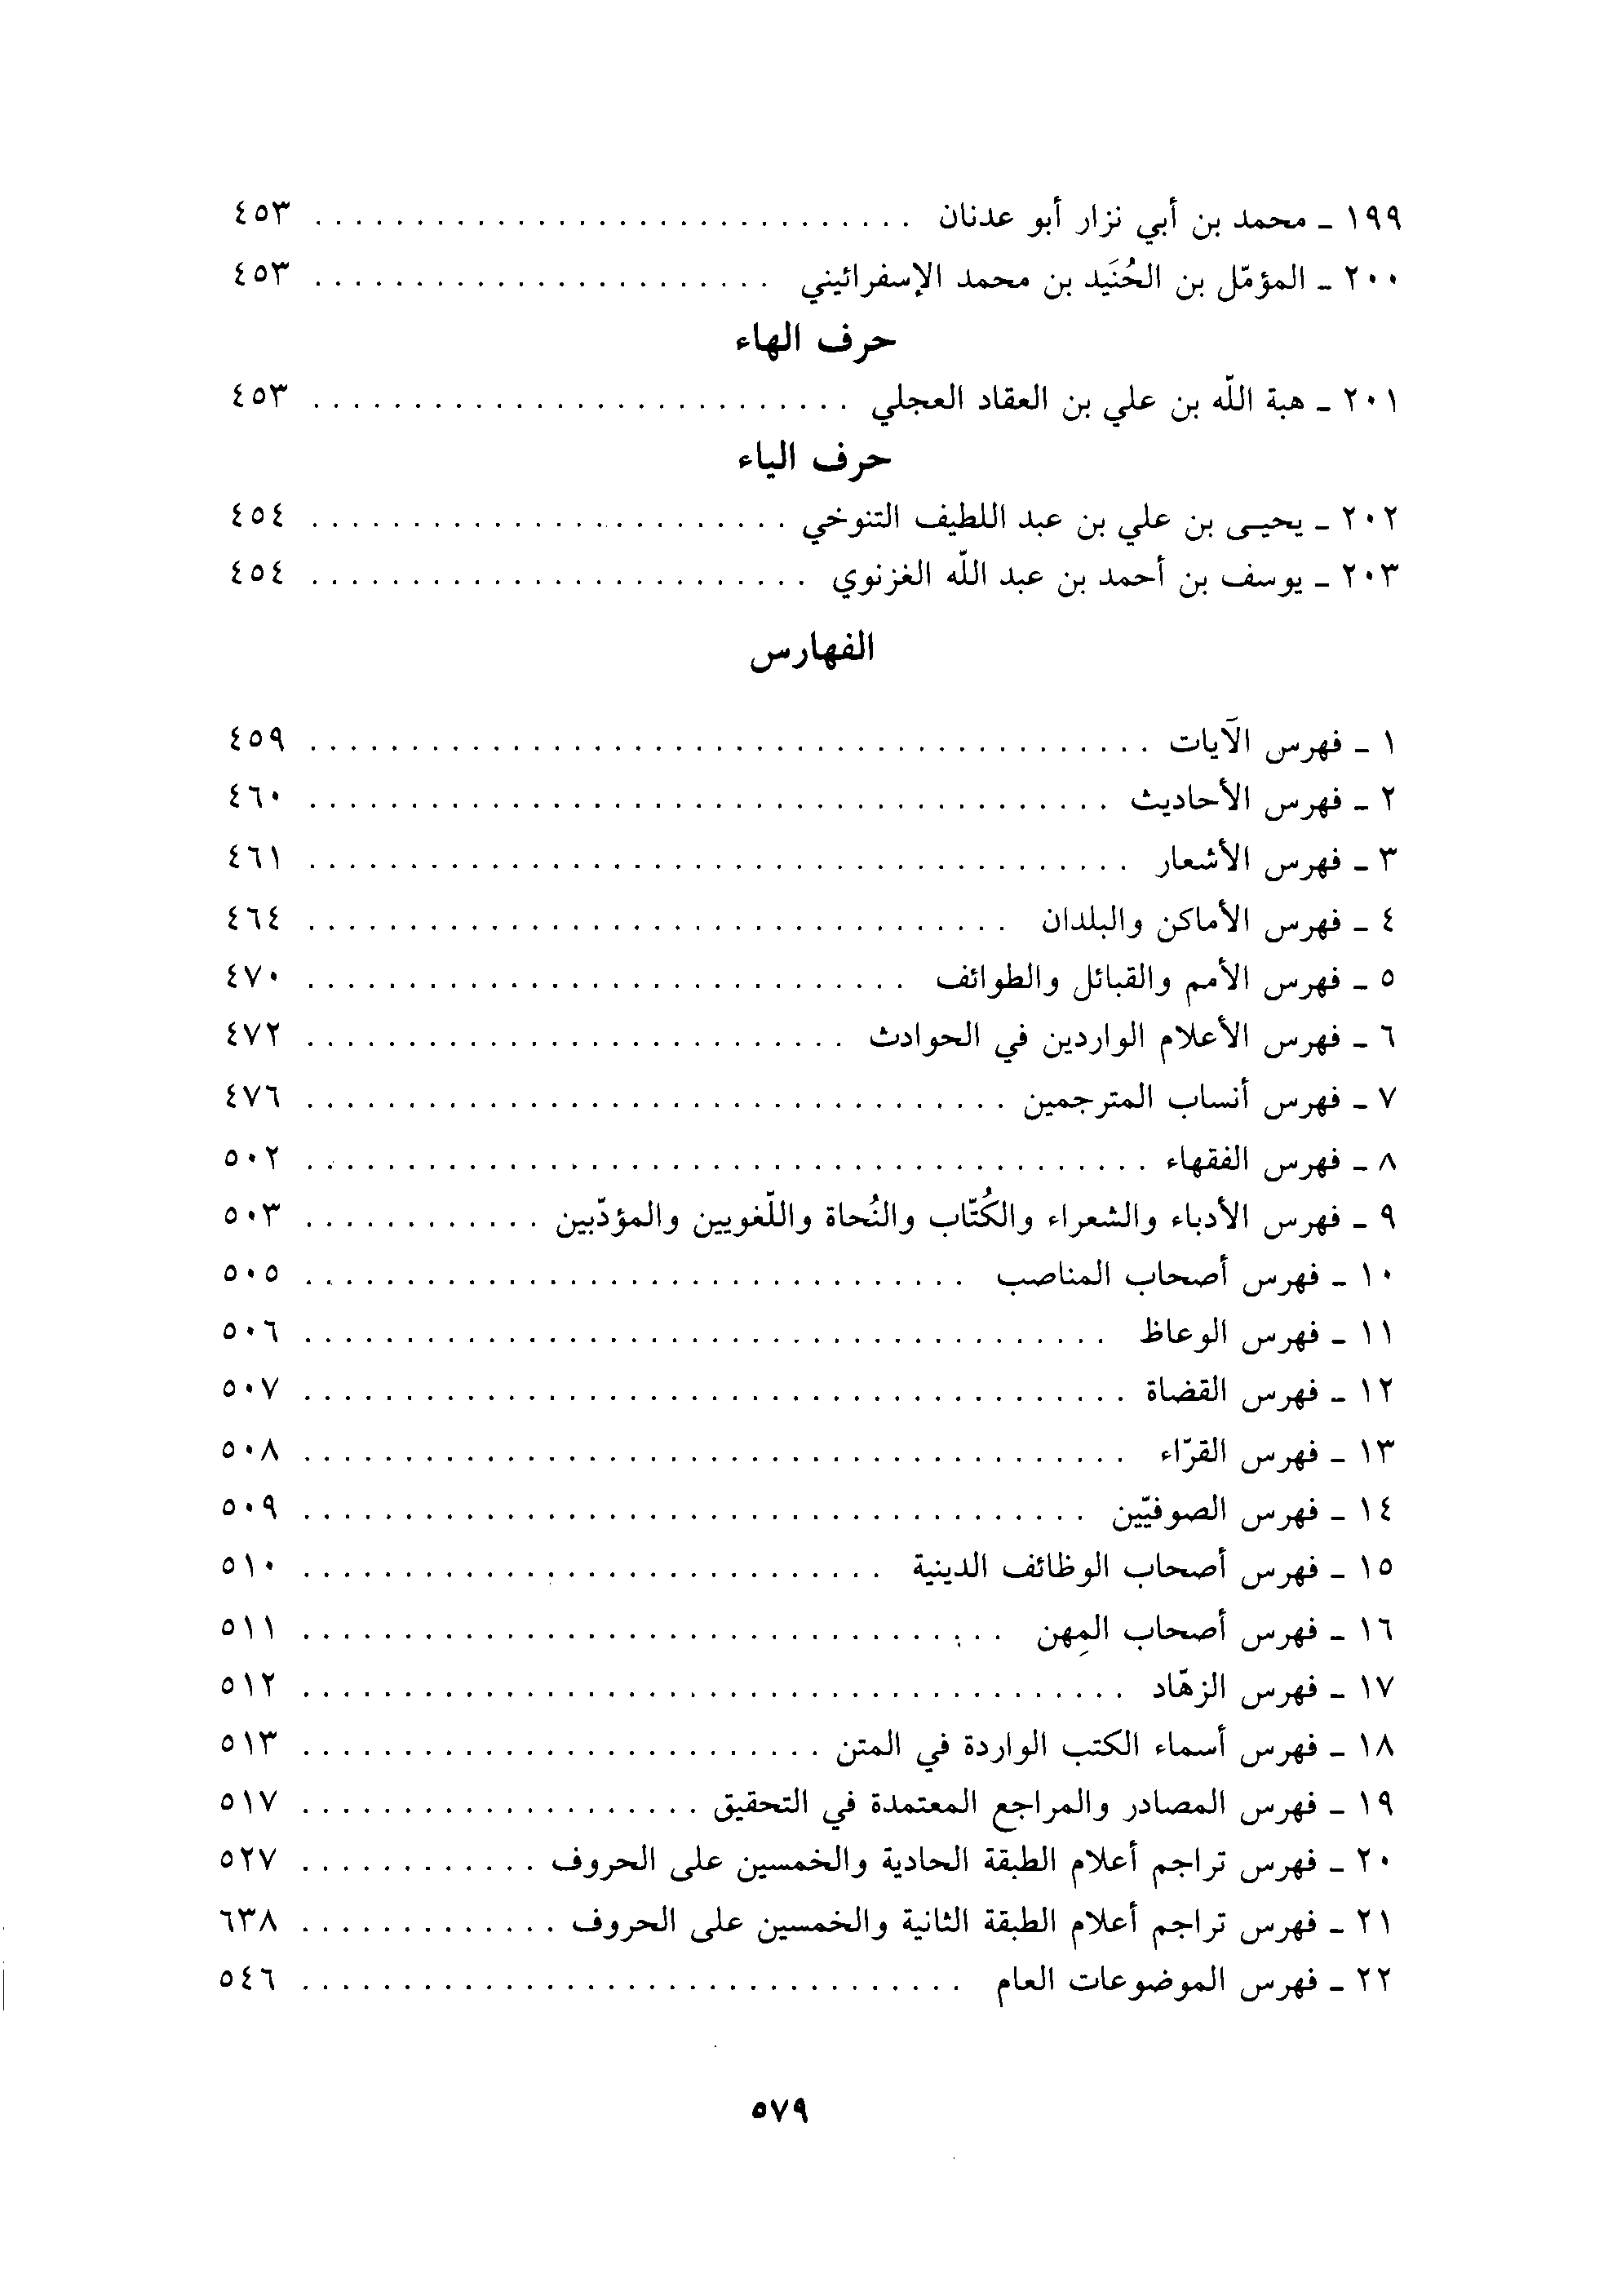 ١٩٩ ـ محمد بن أبي نزار أبو عدنان . . . . . . . . . . . . . . . . . . . . . ٤٥٣
٢٠٠ ـ المؤمّل بن الحُنَيد بن محمد الإسفرائيني . . . . . . . . . . . . . . . . . ٤٥٣
حرف الهاء
٢٠١ ـ هبة اللّه بن علي بن العقاد العجلي . . . . . . . . . . . . . . . . . . . ٤٥٣
حرف الياء
٢٠٢ ـ يحيـى بن علي بن عبد اللطيف التنوخي . . . . . . . . . . . . . . . . . ٤٥٤
٢٠٣ ـ يوسف بن أحمد بن عبد اللّه الغزنوي . . . . . . . . . . . . . . . . . . ٤٥٤
الفهارس
١ ـ فهرس الآيات . . . . . . . . . . . . . . . . . . . . . . . . . . . . . ٤٥٩
٢ ـ فهرس الأحاديث . . . . . . . . . . . . . . . . . . . . . . . . . . . . ٤٦٠
٣ ـ فهرس الأشعار . . . . . . . . . . . . . . . . . . . . . . . . . . . . ٤٦١
٤ ـ فهرس الأماكن والبلدان . . . . . . . . . . . . . . . . . . . . . . . . ٤٦٤
٥ ـ فهرس الأمم والقبائل والطوائف . . . . . . . . . . . . . . . . . . . . . ٤٧٠
٦ ـ فهرس الأعلام الواردين في الحوادث . . . . . . . . . . . . . . . . . . . ٤٧٢
٧ ـ فهرس أنساب المترجمين . . . . . . . . . . . . . . . . . . . . . . . . ٤٧٦
٨ ـ فهرس الفقهاء . . . . . . . . . . . . . . . . . . . . . . . . . . . . ٥٠٢
٩ ـ فهرس الأدباء والشعراء والكُتّاب والنُحاة واللّغويين والمؤدّبين . . . . . . . . . . . . ٥٠٣
١٠ ـ فهرس أصحاب المناصب . . . . . . . . . . . . . . . . . . . . . . . ٥٠٥
١١ ـ فهرس الوعاظ . . . . . . . . . . . . . . . . . . . . . . . . . . . ٥٠٦
١٢ ـ فهرس القضاة . . . . . . . . . . . . . . . . . . . . . . . . . . . ٥٠٧
١٣ ـ فهرس القرّاء . . . . . . . . . . . . . . . . . . . . . . . . . . . . ٥٠٨
١٤ ـ فهرس الصوفيّين . . . . . . . . . . . . . . . . . . . . . . . . . . ٥٠٩
١٥ ـ فهرس أصحاب الوظائف الدينية . . . . . . . . . . . . . . . . . . . . ٥١٠
١٦ ـ فهرس أصحاب المِهن . . . . . . . . . . . . . . . . . . . . . . . . ٥١١
١٧ ـ فهرس الزهّاد . . . . . . . . . . . . . . . . . . . . . . . . . . . . ٥١٢
١٨ ـ فهرس أسماء الكتب الواردة في المتن . . . . . . . . . . . . . . . . . . ٥١٣
١٩ ـ فهرس المصادر والمراجع المعتمدة في التحقيق . . . . . . . . . . . . . . . ٥١٧
٢٠ ـ فهرس تراجم أعلام الطبقة الحادية والخمسين على الحروف . . . . . . . . . . . . ٥٢٧
٢١ ـ فهرس تراجم أعلام الطبقة الثانية والخمسين على الحروف . . . . . . . . . . . . . ٦٣٨
٢٢ ـ فهرس الموضوعات العام . . . . . . . . . . . . . . . . . . . . . . . ٥٤٦
٥٧٩